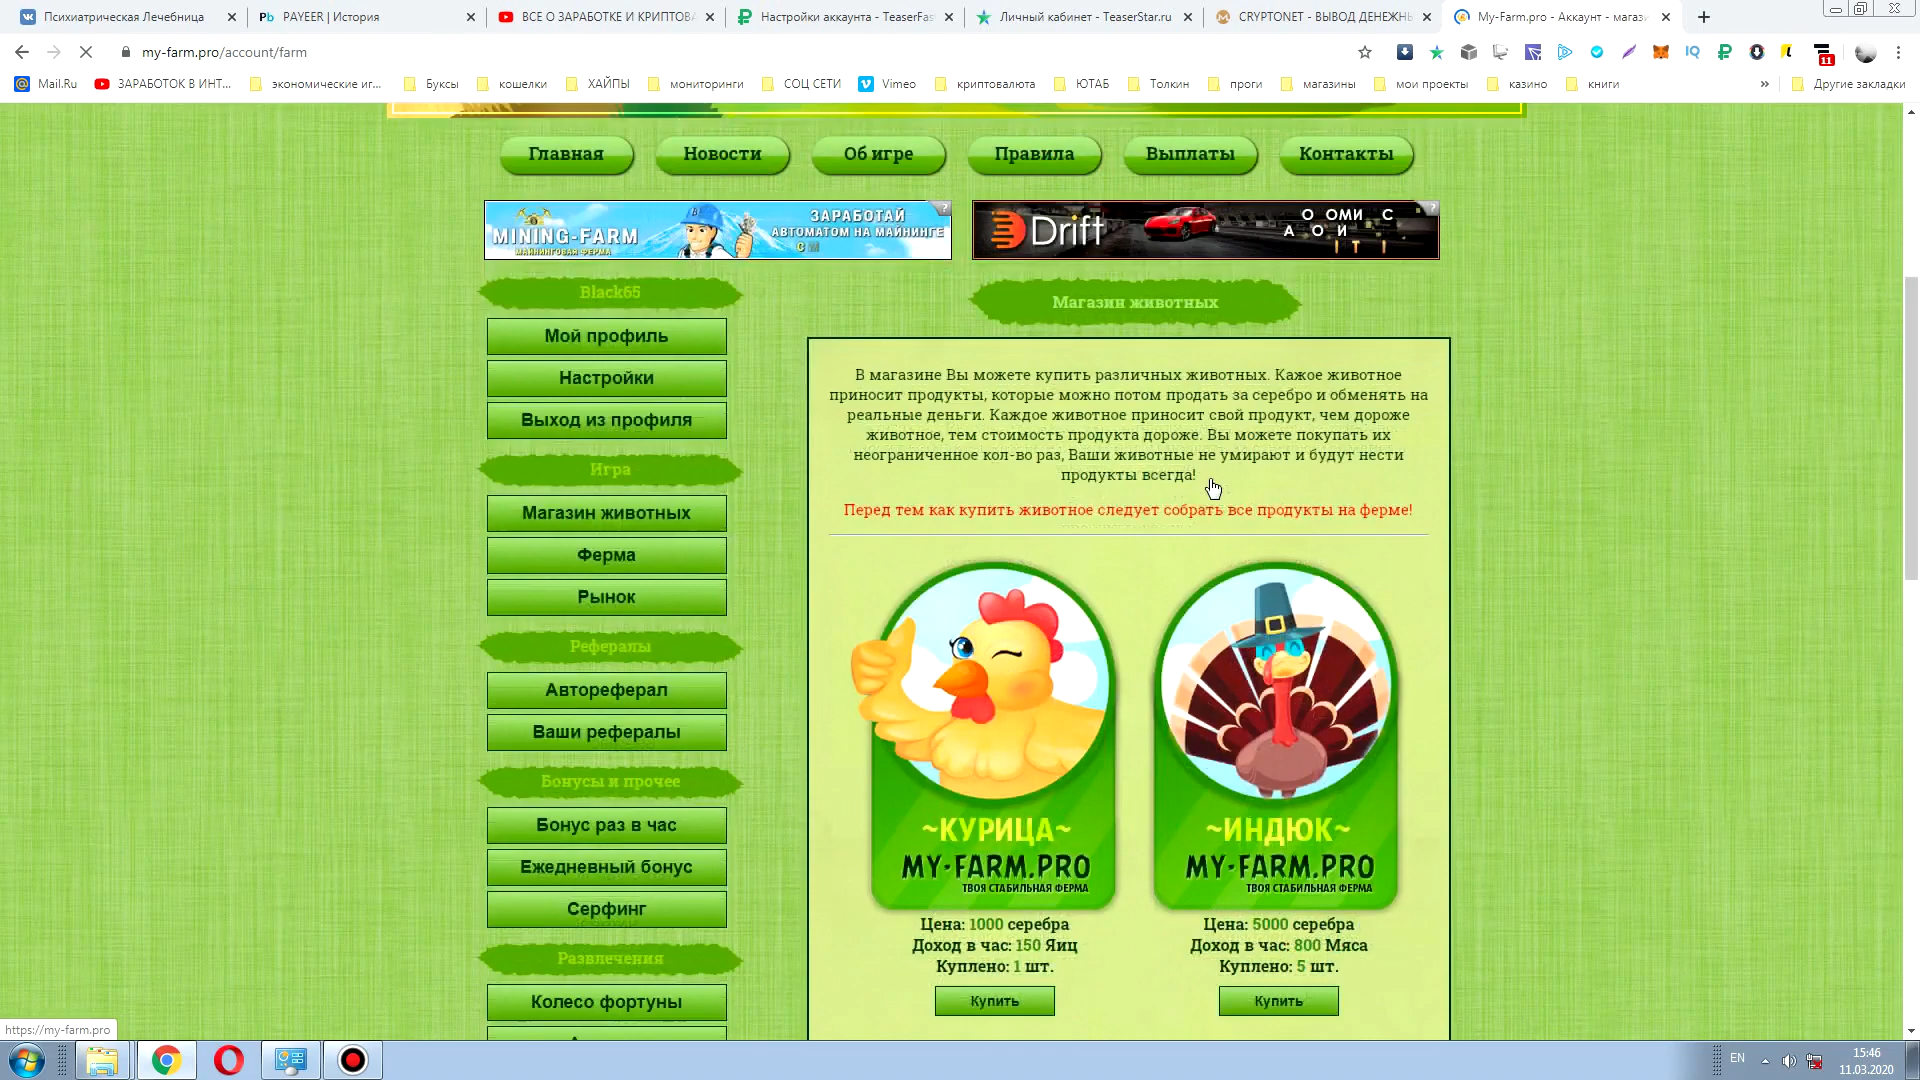 Психиатрическая Лечебница
PAYEER | История
ВСЕ О ЗАРАБОТКЕ И КРИПТОВА
Настройки аккаунта - TeaserFas
Личный кабинет - TeaserStar.ru
CRYPTONET - ВЫВОД ДЕНЕЖНЬ
My-Farm.pro - Аккаунт - магази
my-farm.pro/account/farm
11
Mail.Ru
ЗАРАБОТОК В ИНТ...
экономические иг...
Буксы
кошелки
ХАЙПЫ
мониторинги
СОЦ СЕТИ
Vimeo
криптовалюта
ЮТАБ
Толкин
проги
магазины
мои проекты
казино
книги
Другие закладки
Главная
Новости
Об игре
Правила
Выплаты
Контакты
MINING-FARM
МАЙНИНГОВАЯ ФЕРМА
ЗАРАБОТАЙ
АВТОМАТОМ НА МАЙНИНГЕ
С М
Drift
О ОМИ С
А О И
I T I
Black65
Мой профиль
Настройки
Выход из профиля
Игра
Магазин животных
Ферма
Рынок
Рефералы
Автореферал
Ваши рефералы
Бонусы и прочее
Бонус раз в час
Ежедневный бонус
Серфинг
Развлечения
Колесо фортуны
Магазин животных
В магазине Вы можете купить различных животных. Кажое животное
приносит продукты, которые можно потом продать за серебро и обменять на
реальные деньги. Каждое животное приносит свой продукт, чем дороже
животное, тем стоимость продукта дороже. Вы можете покупать их
неограниченное кол-во раз, Ваши животные не умирают и будут нести
продукты всегда!
Перед тем как купить животное следует собрать все продукты на ферме!
~КУРИЦА~
MY-FARM.PRO
ТВОЯ СТАБИЛЬНАЯ ФЕРМА
Цена: 1000 серебра
Доход в час: 150 Яиц
Куплено: 1 шт.
Купить
~ИНДЮК~
MY-FARM.PRO
ТВОЯ СТАБИЛЬНАЯ ФЕРМА
Цена: 5000 серебра
Доход в час: 800 Мяса
Куплено: 5 шт.
Купить
https://my-farm.pro
EN
15:46
11.03.2020